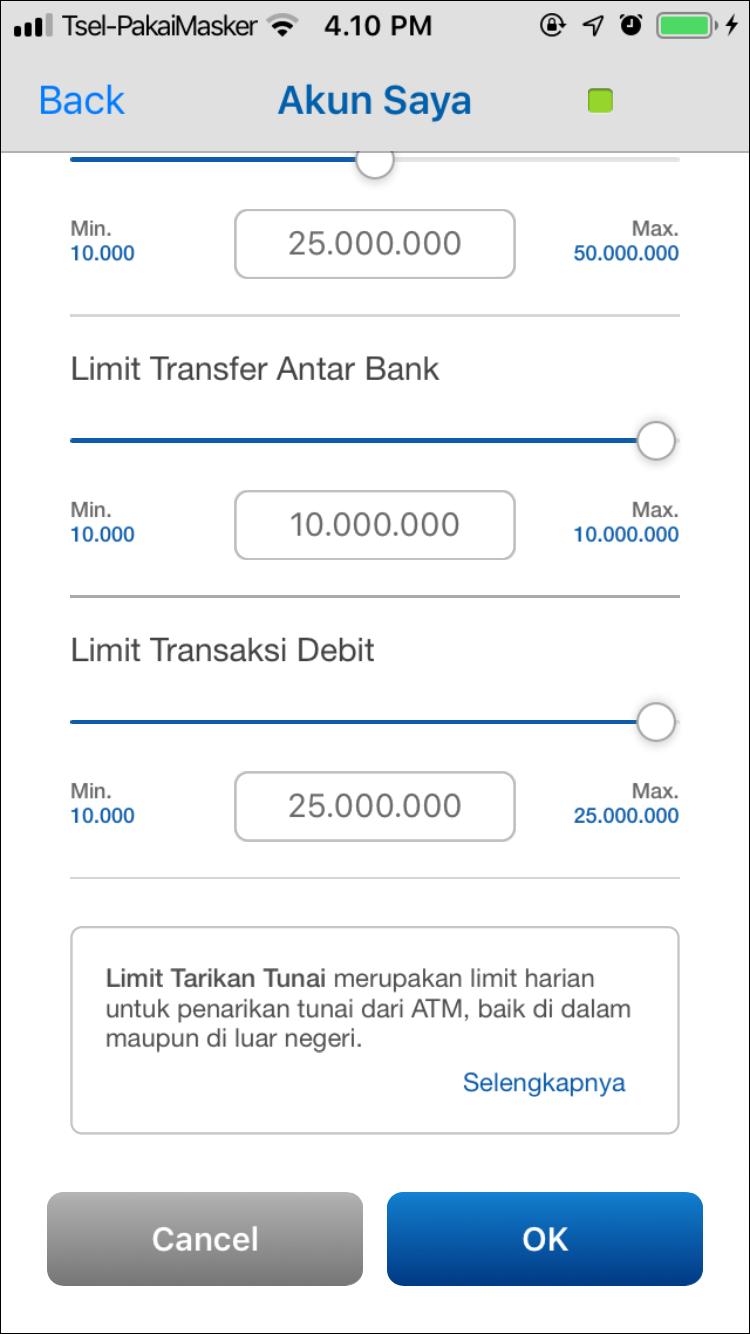 Tsel-PakaiMasker 4.10 PM
Back Akun Saya
Min. Max.
10.000 25.000.000 50.000.000
Limit Transfer Antar Bank
Min. Max.
10.000 10.000.000 10.000.000
Limit Transaksi Debit
Min. Max.
10.000 25.000.000 25.000.000
Limit Tarikan Tunai merupakan limit harian
untuk penarikan tunai dari ATM, baik di dalam
maupun di luar negeri.
Selengkapnya
Cancel OK